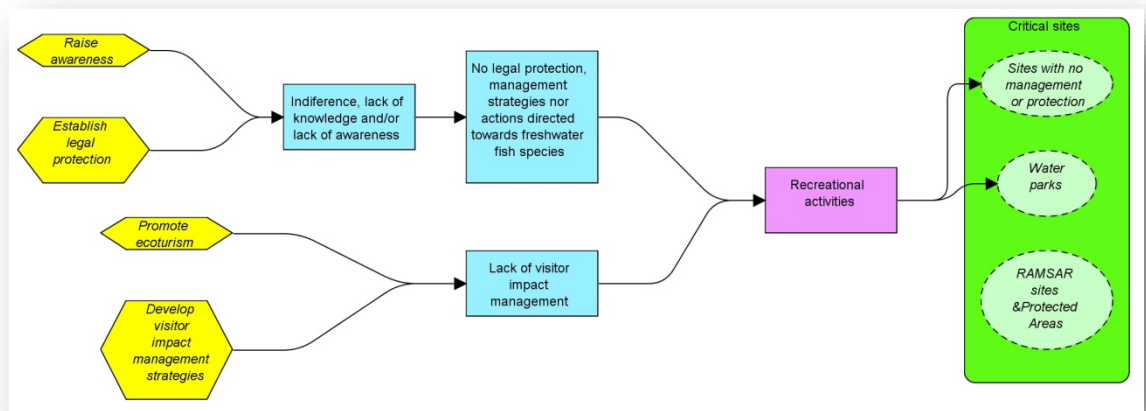 Raise
awareness
Establish
legal
protection
Indiference, lack of
knowledge and/or
lack of awareness
No legal protection,
management
strategies nor
actions directed
towards freshwater
fish species
Promote
ecoturism
Develop
visitor
impact
management
strategies
Lack of visitor
impact
management
Recreational
activities
Critical sites
Sites with no
management
or protection
Water
parks
RAMSAR
sites
&Protected
Areas